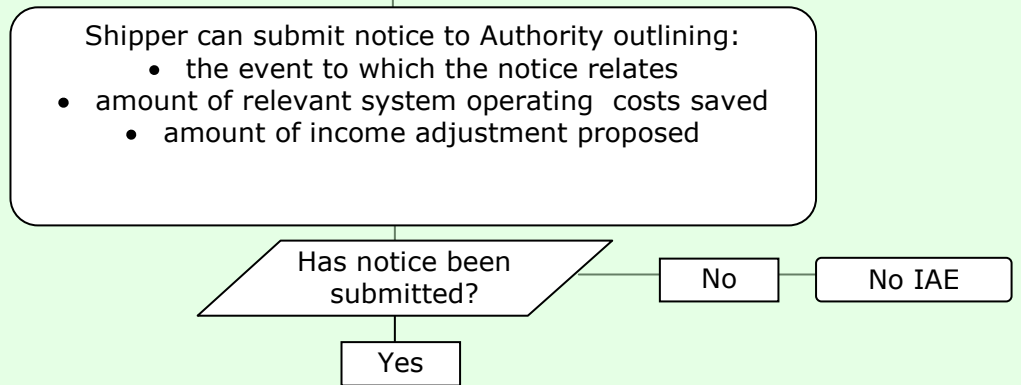 Shipper can submit notice to Authority outlining:
• the event to which the notice relates
• amount of relevant system operating costs saved
• amount of income adjustment proposed
Has notice been
submitted?
No
No IAE
Yes